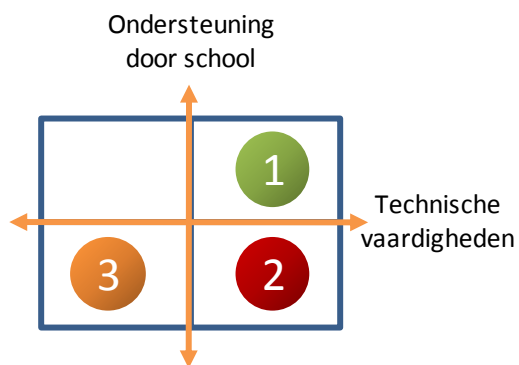 Ondersteuning
door school
1
Technische
vaardigheden
3
2